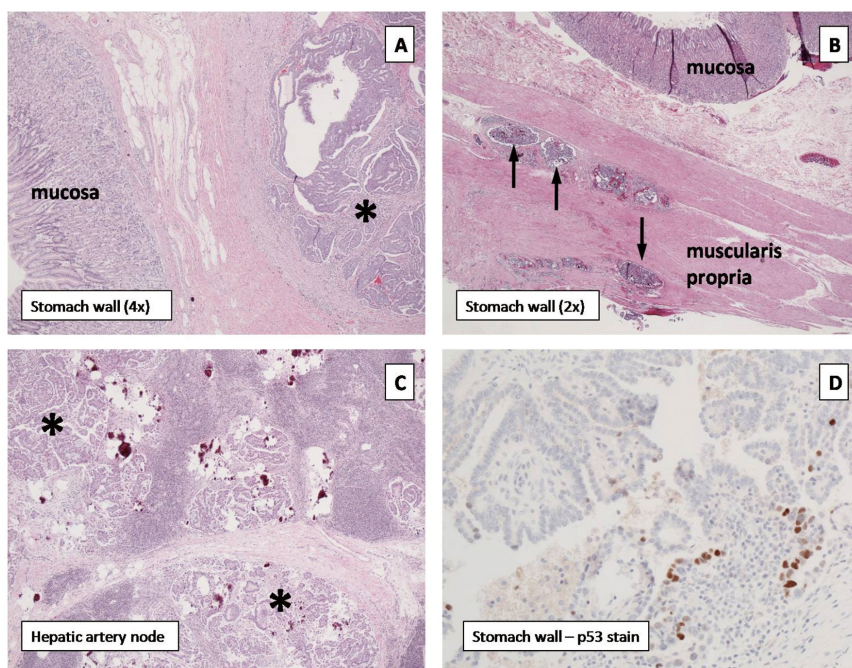 A
mucosa
*
Stomach wall (4x)
B
mucosa
muscularis
propria
Stomach wall (2x)
C
*
*
Hepatic artery node
D
Stomach wall – p53 stain